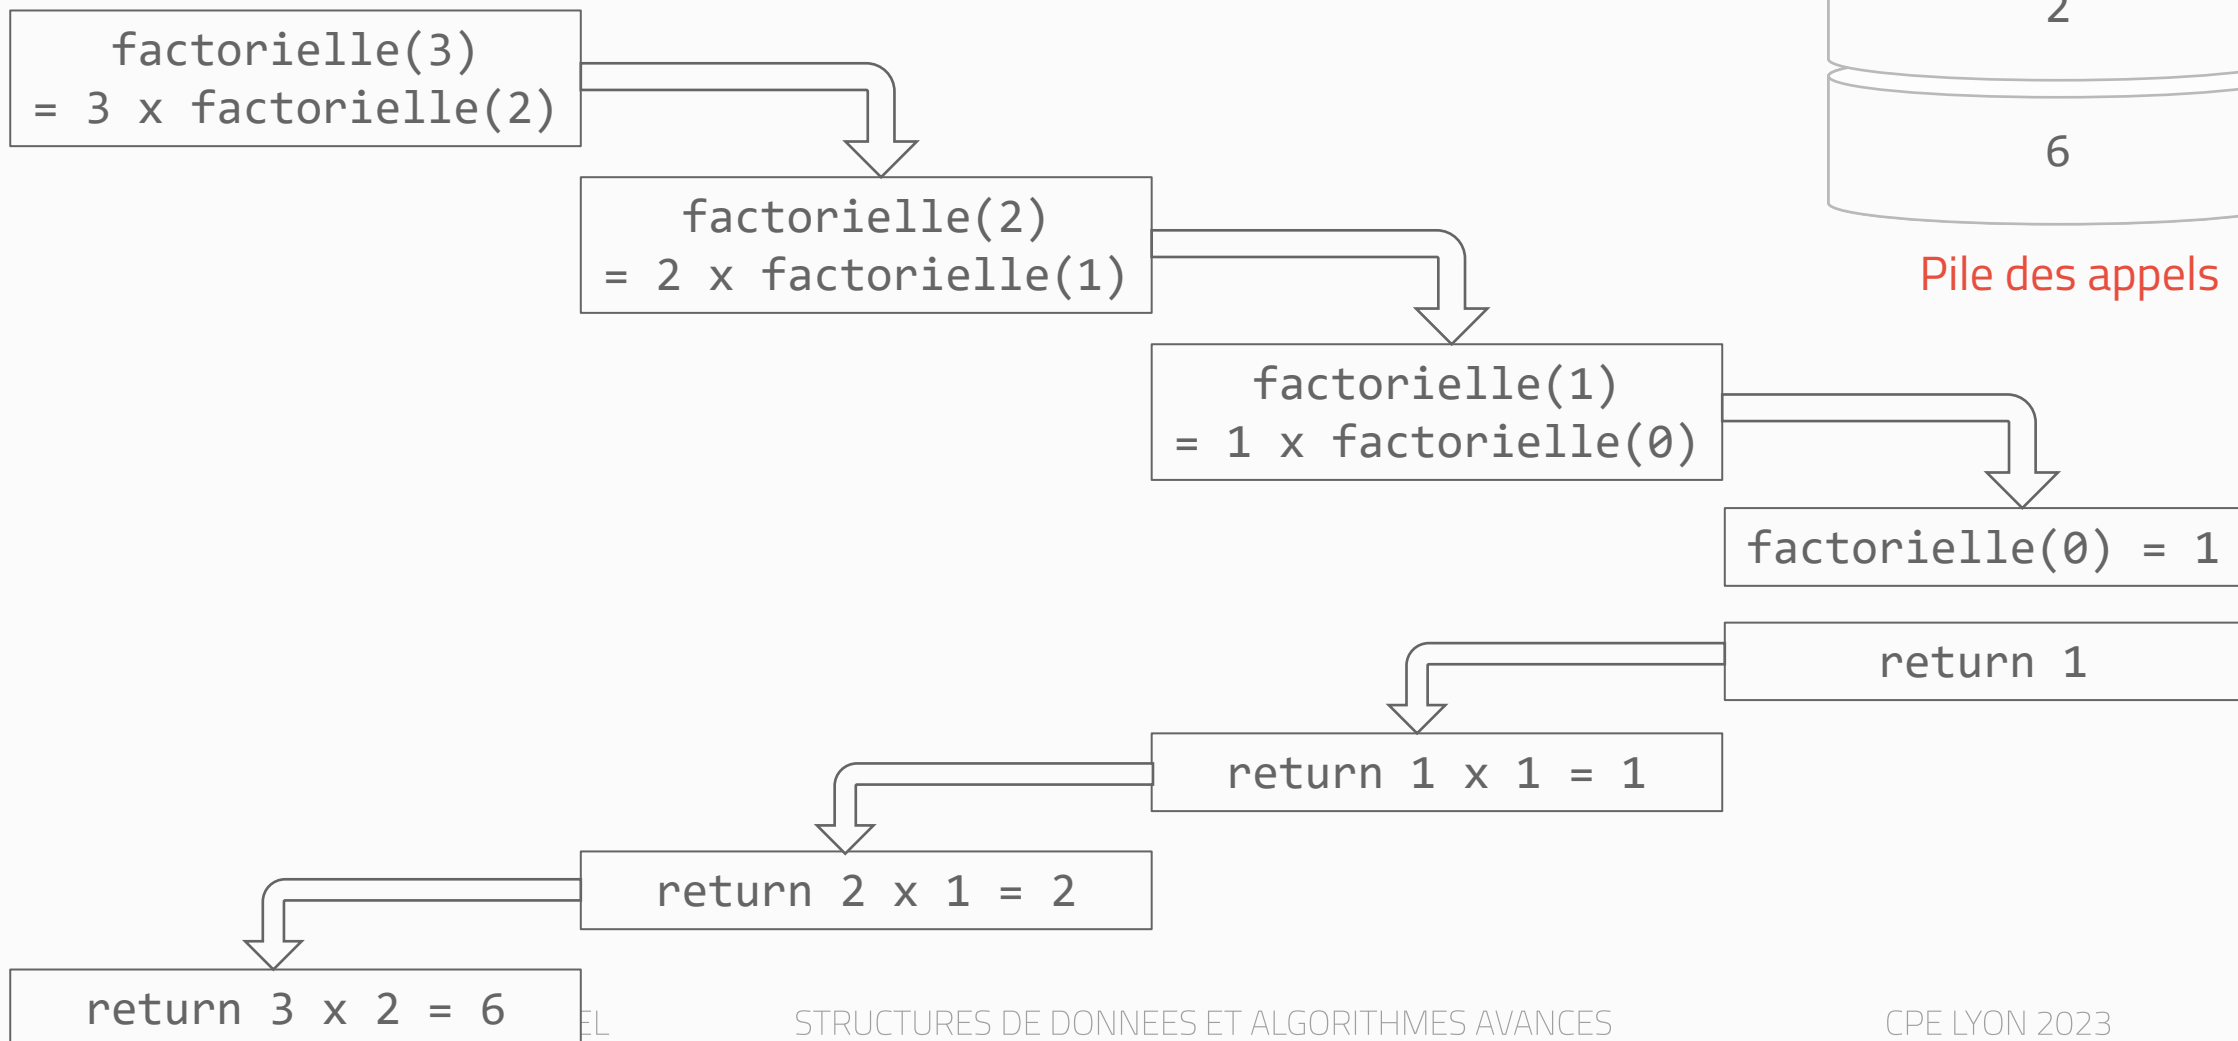 factorielle(3)
= 3 x factorielle(2)
2
6
Pile des appels
factorielle(2)
= 2 x factorielle(1)
factorielle(1)
= 1 x factorielle(0)
factorielle(0) = 1
return 1
return 1 x 1 = 1
return 2 x 1 = 2
return 3 x 2 = 6
STRUCTURES DE DONNEES ET ALGORITHMES AVANCES
CPE LYON 2023